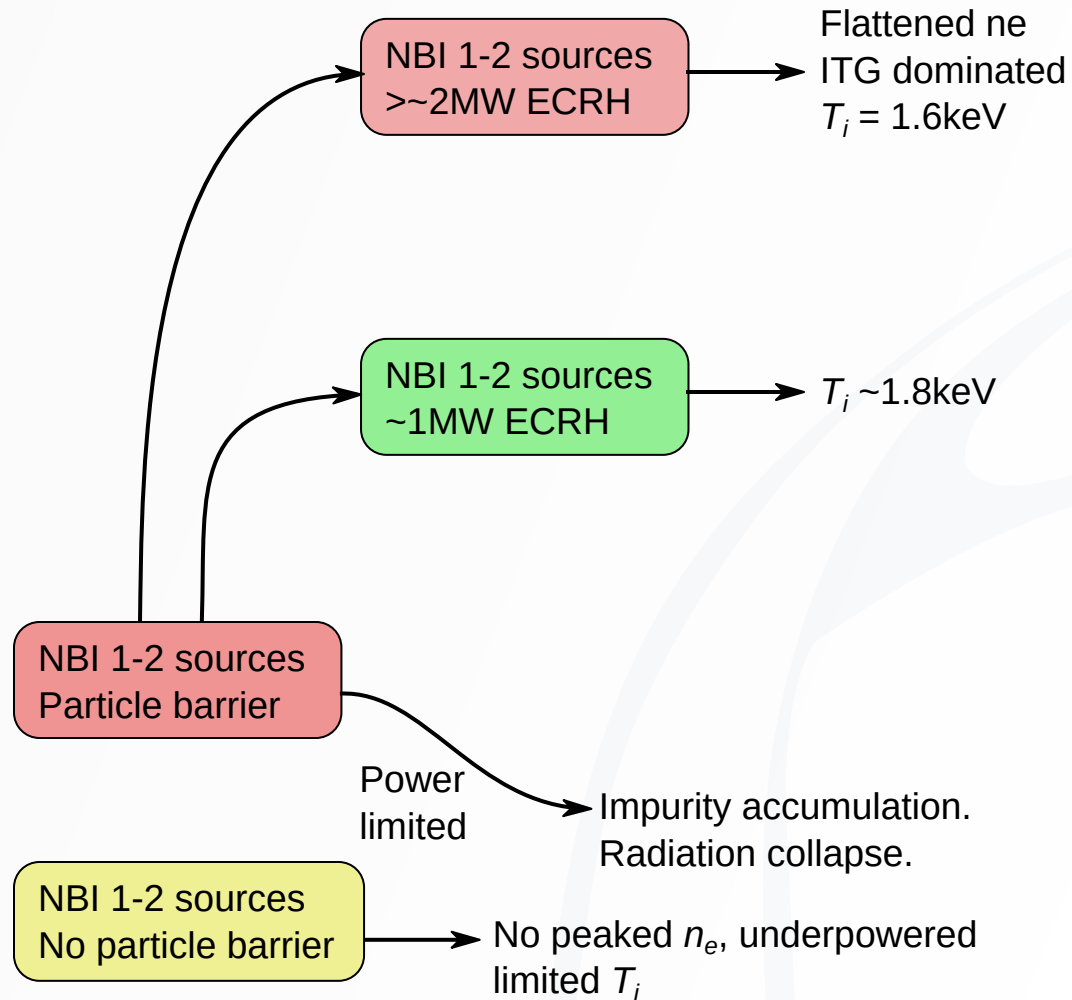 NBI 1-2 sources
>~2MW ECRH
Flattened ne
ITG dominated
Ti = 1.6keV
NBI 1-2 sources
~1MW ECRH
Ti ~1.8keV
NBI 1-2 sources
Particle barrier
Power
limited
Impurity accumulation.
Radiation collapse.
NBI 1-2 sources
No particle barrier
No peaked ne, underpowered
limited Ti